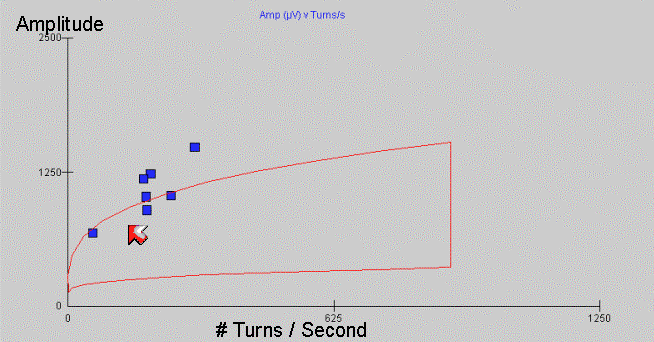 Amp (µV) v Turns/s
Amplitude
2500
1250
0
0 625 1250
# Turns / Second